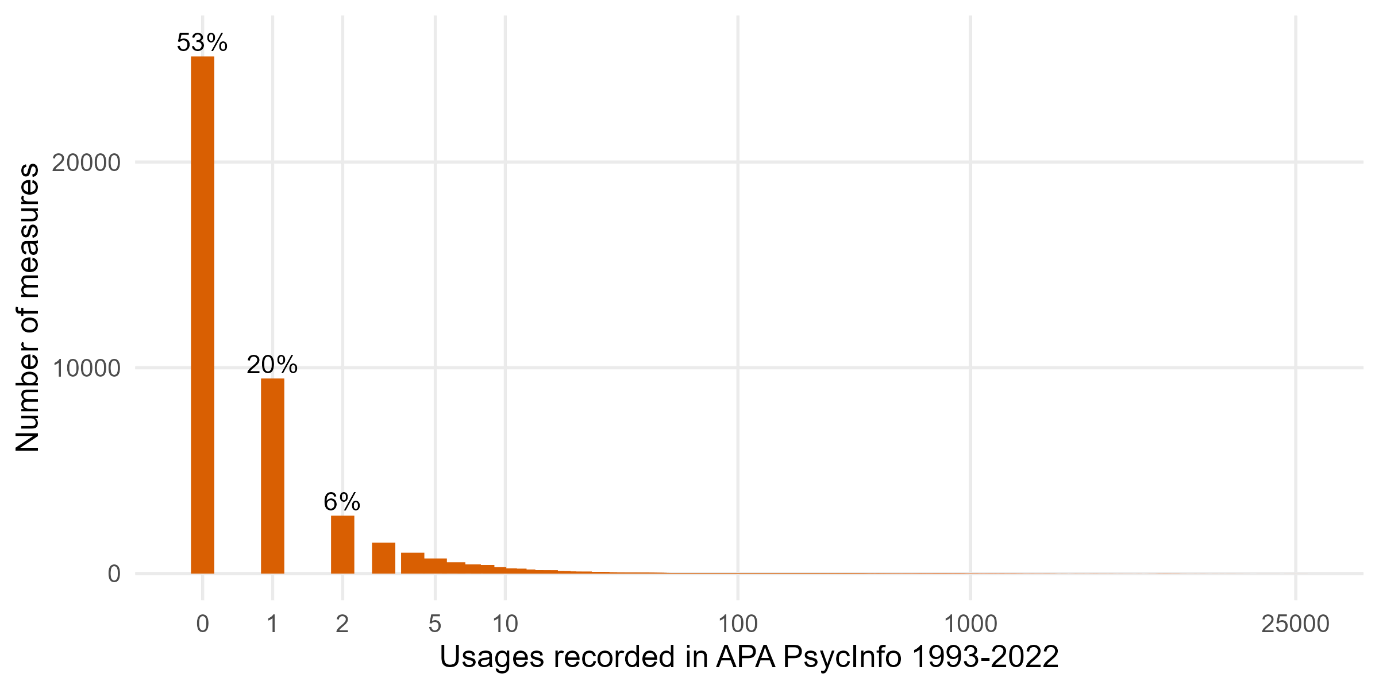 53%
20%
6%
20000
10000
0
Number of measures
0 1 2 5 10 100 1000 25000
Usages recorded in APA PsycInfo 1993-2022